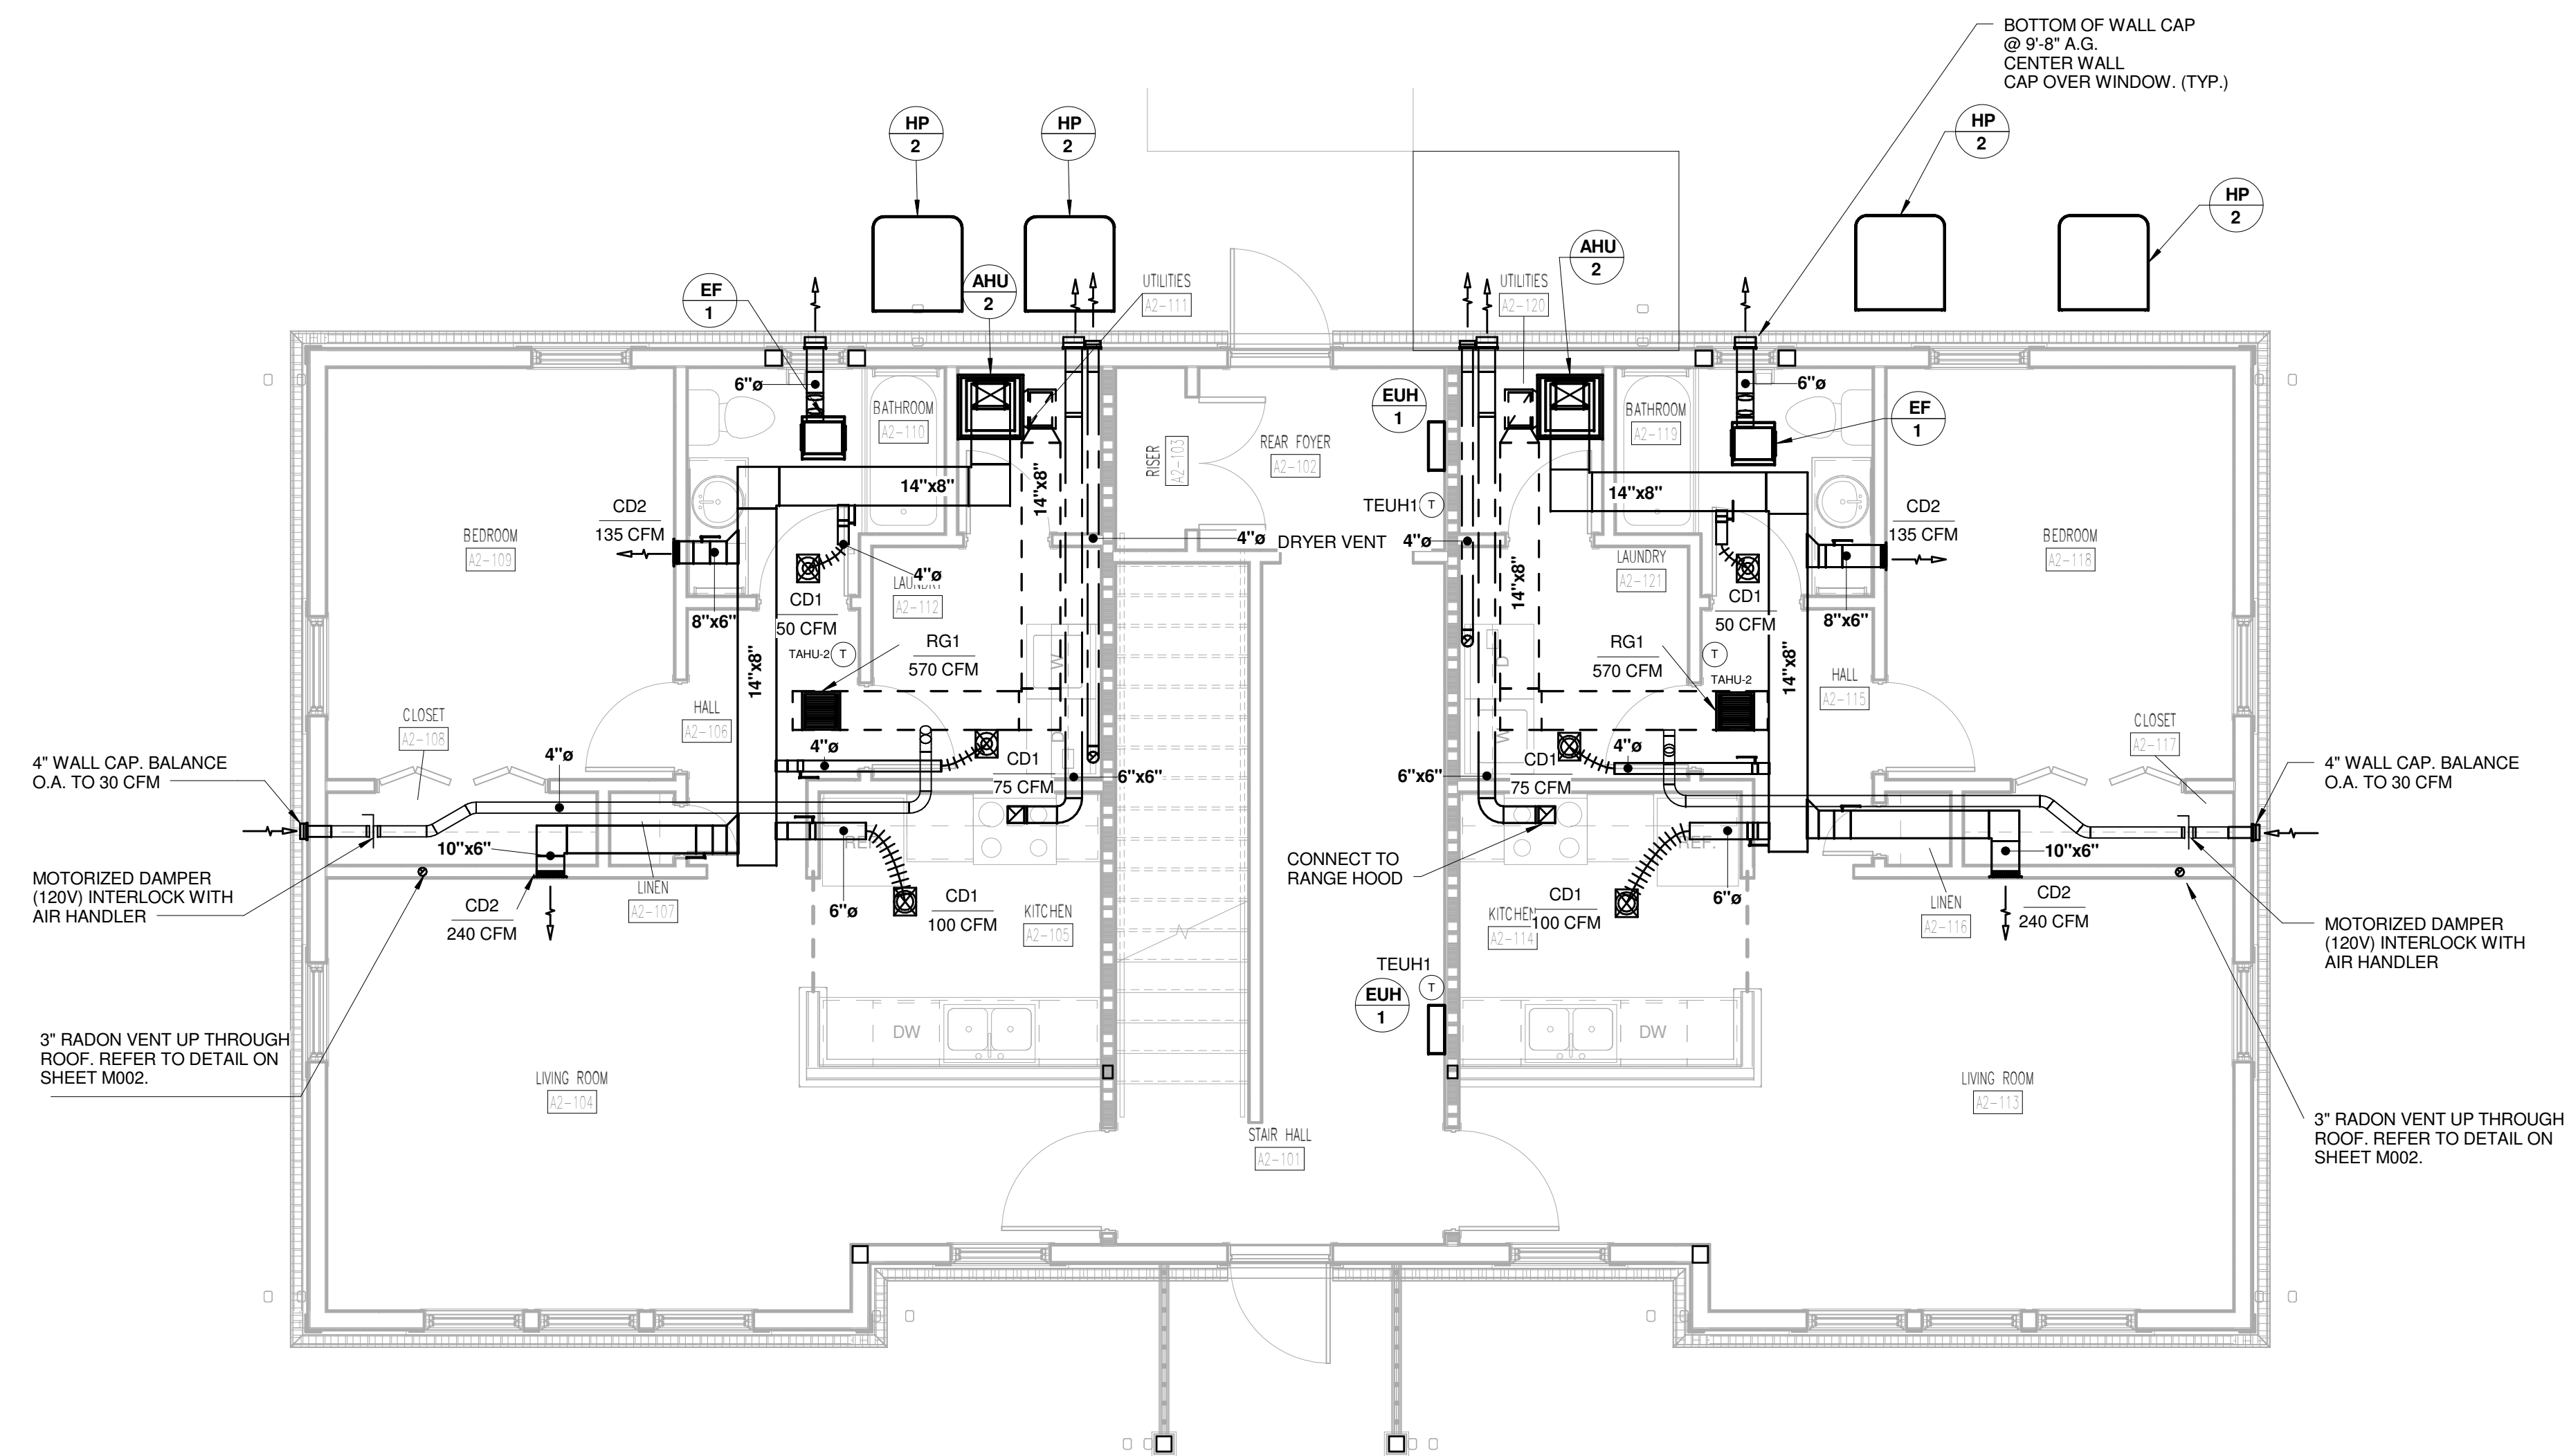 BOTTOM OF WALL CAP
@ 9'-8" A.G.
CENTER WALL
CAP OVER WINDOW. (TYP.)
HP
2
HP
2
HP
2
HP
2
EF
1
AHU
2
UTILITIES
A2-111
UTILITIES
A2-120
AHU
2
6"ø
BATHROOM
A2-110
EUH
1
BATHROOM
A2-119
6"ø
EF
1
RISER
A2-103
REAR FOYER
A2-102
14"x8"
14"x8"
14"x8"
14"x8"
CD2
135 CFM
BEDROOM
A2-109
TEUH1
T
4"ø
DRYER VENT
4"ø
CD2
135 CFM
BEDROOM
A2-118
4"ø
LAUNDRY
A2-112
LAUNDRY
A2-121
8"x6"
CD1
50 CFM
CD1
50 CFM
8"x6"
TAHU-2
T
RG1
570 CFM
RG1
570 CFM
T
TAHU-2
14"x8"
14"x8"
W
D
D
W
HALL
A2-106
HALL
A2-115
CLOSET
A2-108
CLOSET
A2-117
4"ø
4"ø
CD1
75 CFM
6"x6"
6"x6"
CD1
75 CFM
4"ø
4" WALL CAP. BALANCE
O.A. TO 30 CFM
4" WALL CAP. BALANCE
O.A. TO 30 CFM
10"x6"
REF.
REF.
10"x6"
CONNECT TO
RANGE HOOD
MOTORIZED DAMPER
(120V) INTERLOCK WITH
AIR HANDLER
LINEN
A2-107
CD2
240 CFM
6"ø
CD1
100 CFM
KITCHEN
A2-105
KITCHEN
A2-114
CD1
100 CFM
6"ø
LINEN
A2-116
CD2
240 CFM
MOTORIZED DAMPER
(120V) INTERLOCK WITH
AIR HANDLER
TEUH1
T
EUH
1
DW
DW
3" RADON VENT UP THROUGH
ROOF. REFER TO DETAIL ON
SHEET M002.
LIVING ROOM
A2-104
LIVING ROOM
A2-113
3" RADON VENT UP THROUGH
ROOF. REFER TO DETAIL ON
SHEET M002.
STAIR HALL
A2-101